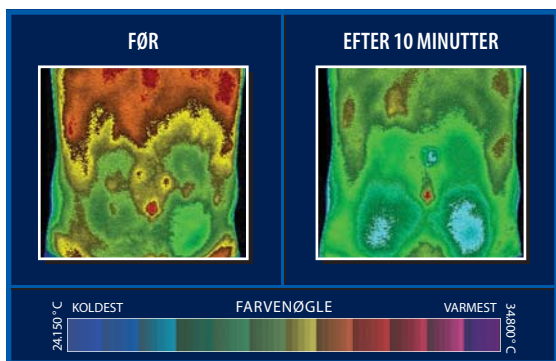 FØR
EFTER 10 MINUTTER
KOLDEST
FARVENØGLE
VARMEST
24.150 °C
34.800 °C